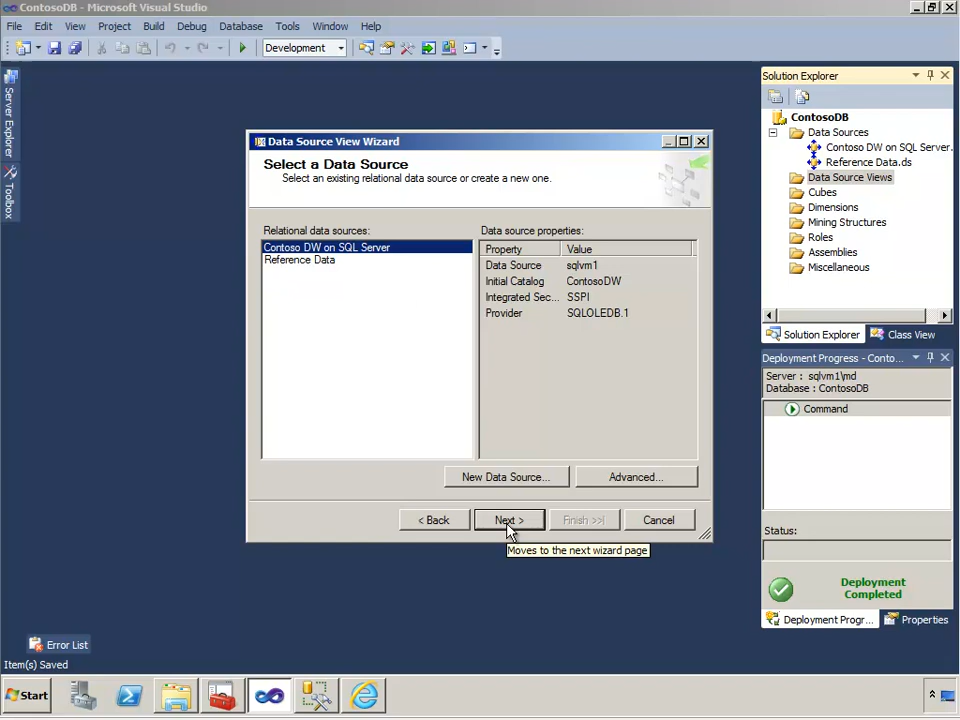 ContosoDB - Microsoft Visual Studio
File Edit View Project Build Debug Database Tools Window Help
Development
Server Explorer
Toolbox
Data Source View Wizard
Select a Data Source
Select an existing relational data source or create a new one.
Relational data sources:
Contoso DW on SQL Server
Reference Data
Data source properties:
Property Value
Data Source sqlvm1
Initial Catalog ContosoDW
Integrated Sec... SSPI
Provider SQLOLEDB.1
New Data Source... Advanced...
< Back Next > Finish >>| Cancel
Moves to the next wizard page
Solution Explorer
ContosoDB
Data Sources
Contoso DW on SQL Server.
Reference Data.ds
Data Source Views
Cubes
Dimensions
Mining Structures
Roles
Assemblies
Miscellaneous
Solution Explorer Class View
Deployment Progress - Conto...
Server : sqlvm1\md
Database : ContosoDB
Command
Status:
Deployment
Completed
Deployment Progr... Properties
Error List
Item(s) Saved
Start